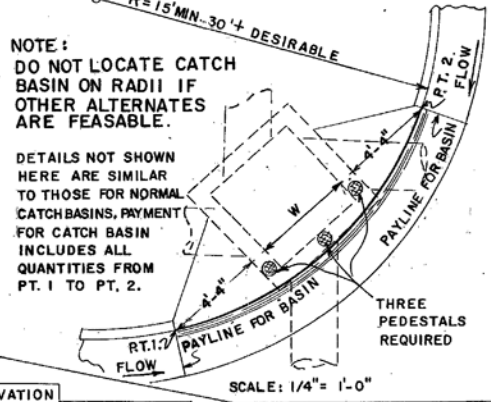 R=15'MIN. 30'+ DESIRABLE
NOTE:
DO NOT LOCATE CATCH
BASIN ON RADII IF
OTHER ALTERNATES
ARE FEASABLE.
P.T. 2.
FLOW
DETAILS NOT SHOWN
HERE ARE SIMILAR
TO THOSE FOR NORMAL
CATCH BASINS, PAYMENT
FOR CATCH BASIN
INCLUDES ALL
QUANTITIES FROM
PT. 1 TO PT. 2.
4'-4"
W
4'-4"
PAYLINE FOR BASIN
PAYLINE FOR BASIN
THREE
PEDESTALS
REQUIRED
P.T. 1.
FLOW
SCALE: 1/4" = 1'-0"
VATION